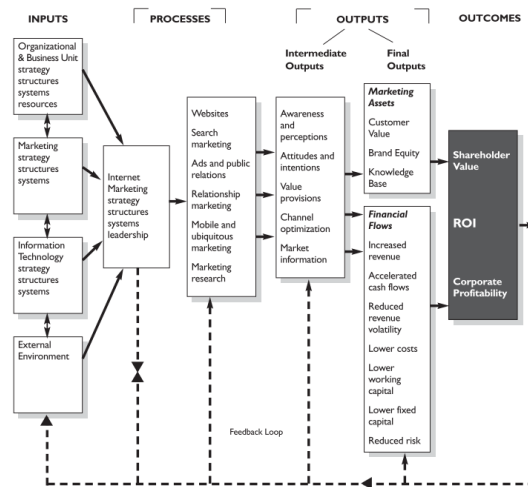 INPUTS
PROCESSES
OUTPUTS
OUTCOMES
Intermediate
Outputs
Final
Outputs
Organizational
& Business Unit
strategy
structures
systems
resources
Marketing
strategy
structures
systems
Information
Technology
strategy
structures
systems
External
Environment
Internet
Marketing
strategy
structures
systems
leadership
Websites
Search
marketing
Ads and public
relations
Relationship
marketing
Mobile and
ubiquitous
marketing
Marketing
research
Awareness
and
perceptions
Attitudes and
intentions
Value
provisions
Channel
optimization
Market
information
Marketing
Assets
Customer
Value
Brand Equity
Knowledge
Base
Financial
Flows
Increased
revenue
Accelerated
cash flows
Reduced
revenue
volatility
Lower costs
Lower
working
capital
Lower fixed
capital
Reduced risk
Shareholder
Value
ROI
Corporate
Profitability
Feedback Loop